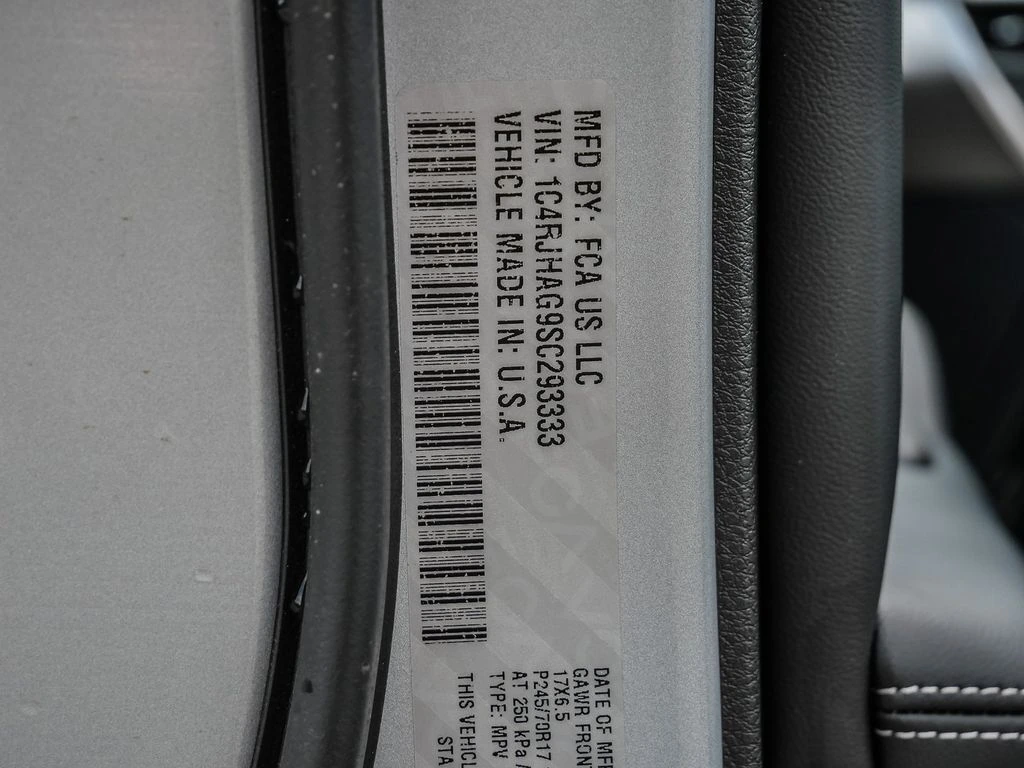 MFD BY: FCA US LLC
VIN: 1C4RJHAG9SC293333
VEHICLE MADE IN: U.S.A.
DATE OF MFR
GAWR FRONT
17X6.5
P245/70R17
AT 250 kPa /
TYPE: MPV
THIS VEHICL
STA